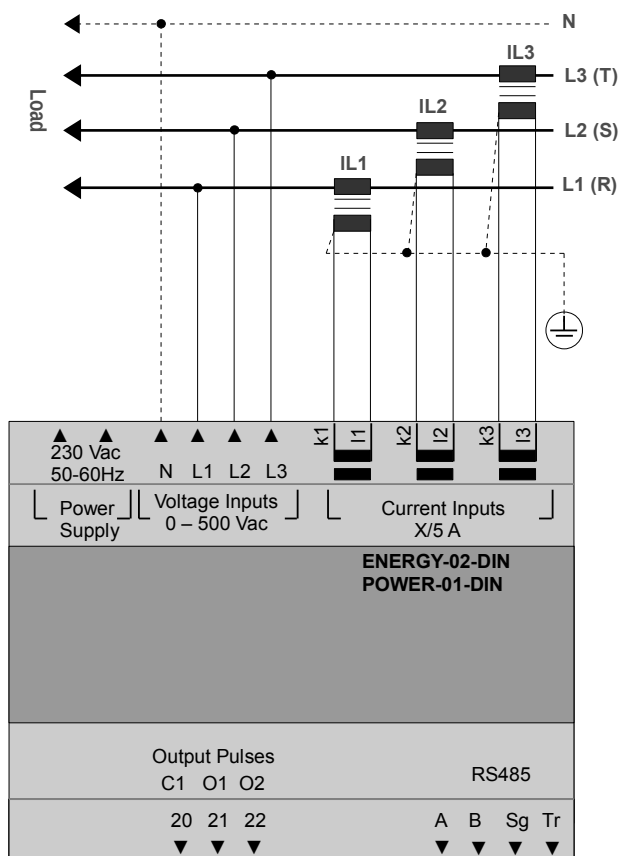 N
IL3
L3 (T)
Load
IL2
L2 (S)
IL1
L1 (R)
k1 l1 k2 l2 k3 l3
230 Vac
50-60Hz N L1 L2 L3
Power
Supply
Voltage Inputs
0 – 500 Vac
Current Inputs
X/5 A
ENERGY-02-DIN
POWER-01-DIN
Output Pulses
C1 O1 O2
RS485
20 21 22 A B Sg Tr